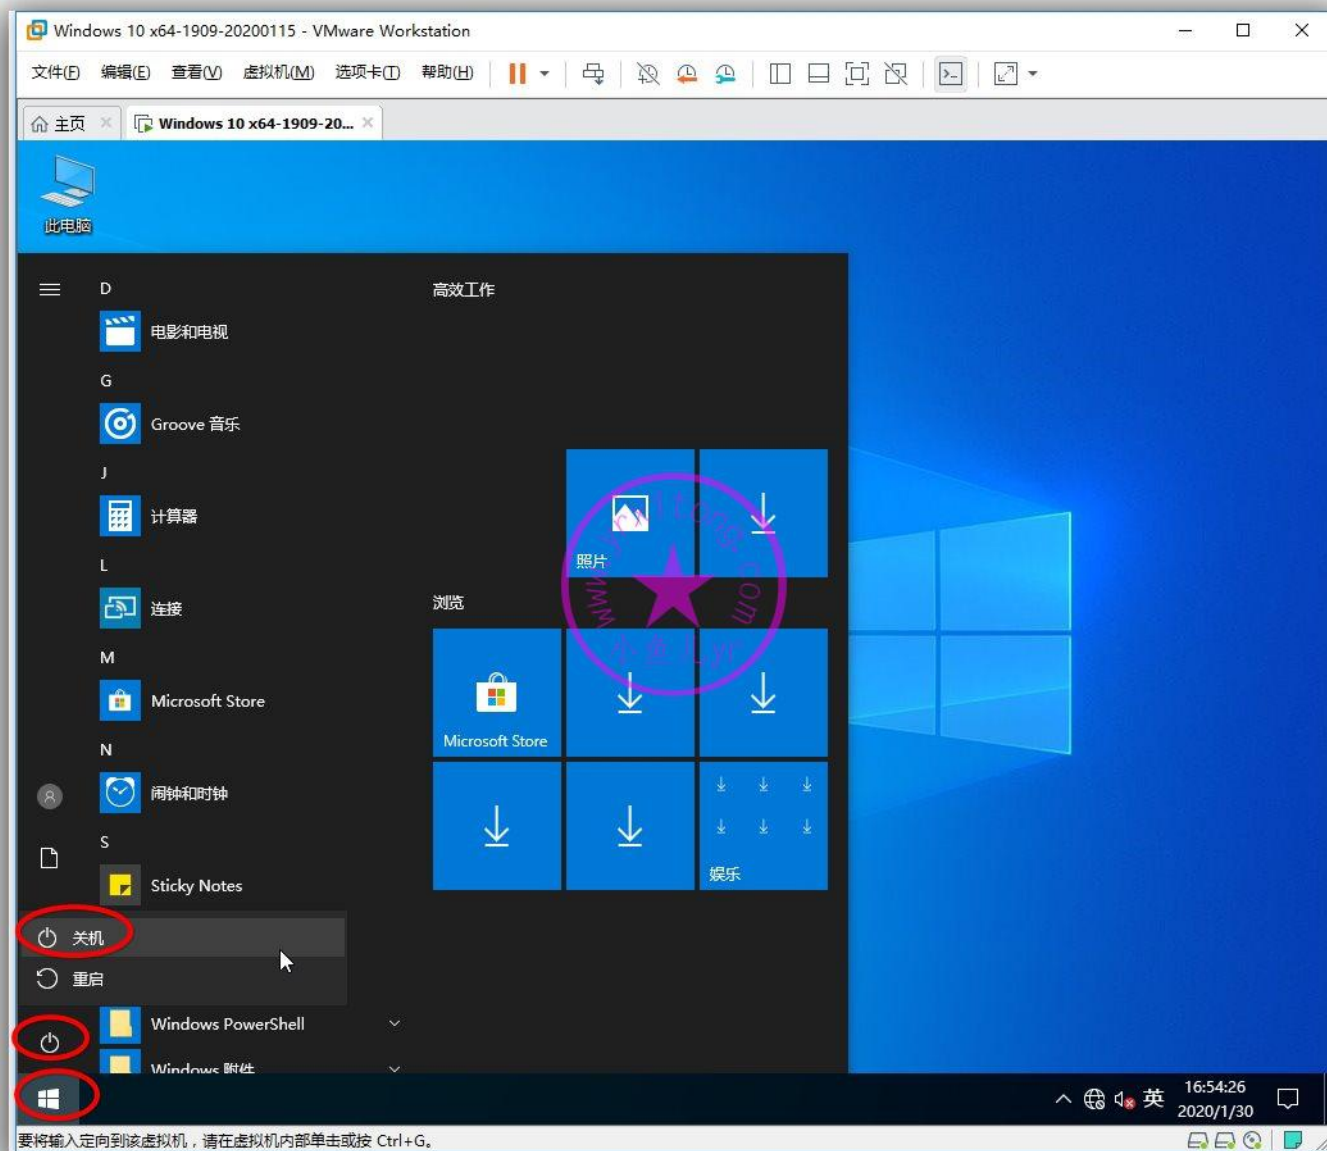 Windows 10 x64-1909-20200115 - VMware Workstation
文件(F) 编辑(E) 查看(V) 虚拟机(M) 选项卡(T) 帮助(H)
主页 Windows 10 x64-1909-20...
此电脑
D
电影和电视
G
Groove 音乐
J
计算器
L
连接
M
Microsoft Store
N
闹钟和时钟
S
Sticky Notes
关机
重启
Windows PowerShell
Windows 附件
高效工作
照片
浏览
Microsoft Store
娱乐
英
16:54:26
2020/1/30
要将输入定向到该虚拟机，请在虚拟机内部单击或按 Ctrl+G。